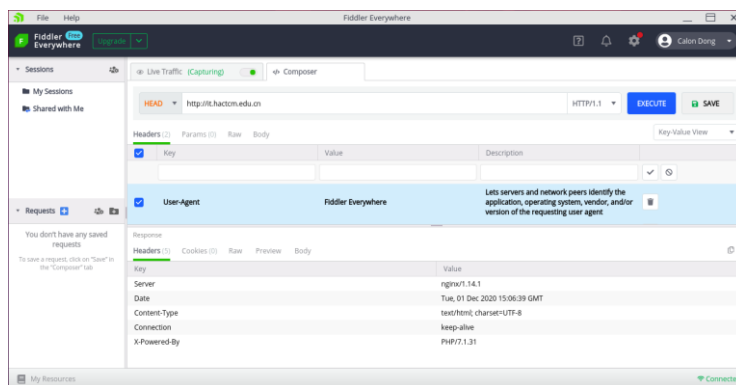 File Help Fiddler Everywhere
Fiddler Free
Everywhere
Upgrade
Calon Dong
Sessions
Live Traffic (Capturing)
</> Composer
My Sessions
Shared with Me
HEAD http://it.hactcm.edu.cn HTTP/1.1 EXECUTE SAVE
Headers (2) Params (0) Raw Body Key-Value View
Key Value Description
User-Agent Fiddler Everywhere
Lets servers and network peers identify the
application, operating system, vendor, and/or
version of the requesting user agent
Requests
You don't have any saved
requests
To save a request, click on "Save" in
the "Composer" tab
Response
Headers (5) Cookies (0) Raw Preview Body
Key Value
Server nginx/1.14.1
Date Tue, 01 Dec 2020 15:06:39 GMT
Content-Type text/html; charset=UTF-8
Connection keep-alive
X-Powered-By PHP/7.1.31
My Resources
Connecte